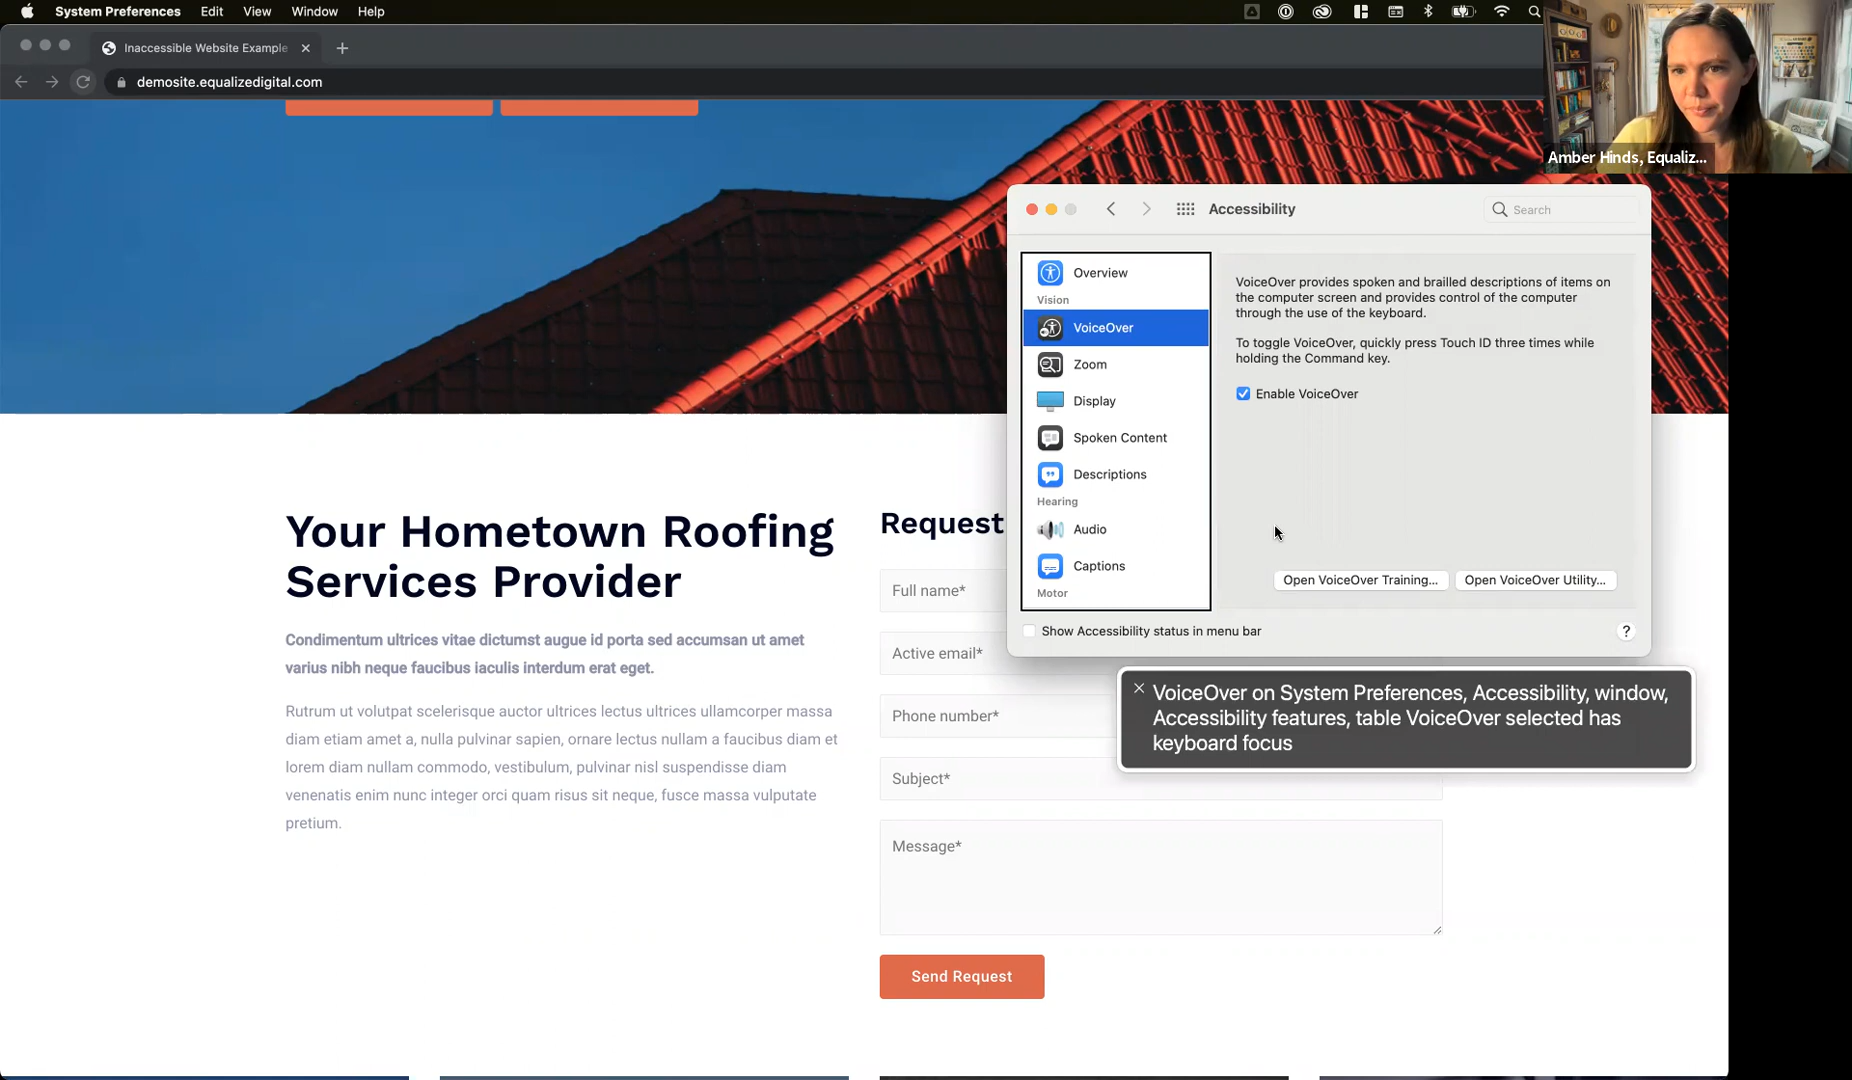 System Preferences Edit View Window Help
Inaccessible Website Example
demosite.equalizedigital.com
Amber Hinds, Equaliz...
Accessibility
Search
Overview
Vision
VoiceOver
Zoom
Display
Spoken Content
Descriptions
Hearing
Audio
Captions
Motor
VoiceOver provides spoken and brailled descriptions of items on
the computer screen and provides control of the computer
through the use of the keyboard.
To toggle VoiceOver, quickly press Touch ID three times while
holding the Command key.
Enable VoiceOver
Open VoiceOver Training...
Open VoiceOver Utility...
Show Accessibility status in menu bar
?
VoiceOver on System Preferences, Accessibility, window,
Accessibility features, table VoiceOver selected has
keyboard focus
Your Hometown Roofing
Services Provider
Condimentum ultrices vitae dictumst augue id porta sed accumsan ut amet
varius nibh neque faucibus iaculis interdum erat eget.
Rutrum ut volutpat scelerisque auctor ultrices lectus ultrices ullamcorper massa
diam etiam amet a, nulla pulvinar sapien, ornare lectus nullam a faucibus diam et
lorem diam nullam commodo, vestibulum, pulvinar nisl suspendisse diam
venenatis enim nunc integer orci quam risus sit neque, fusce massa vulputate
pretium.
Request
Full name*
Active email*
Phone number*
Subject*
Message*
Send Request